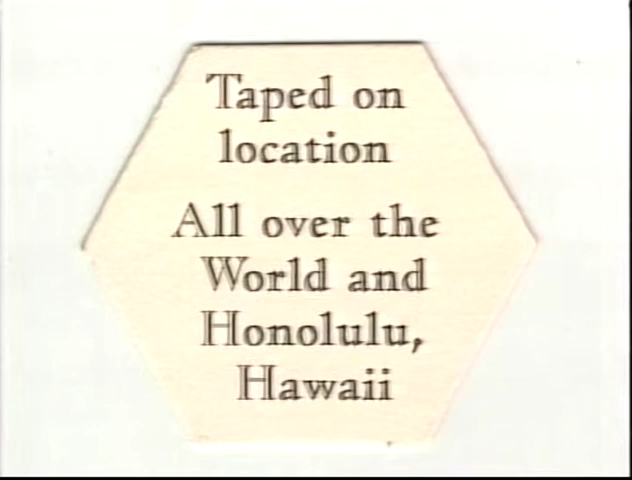 Taped on
location
All over the
World and
Honolulu,
Hawaii